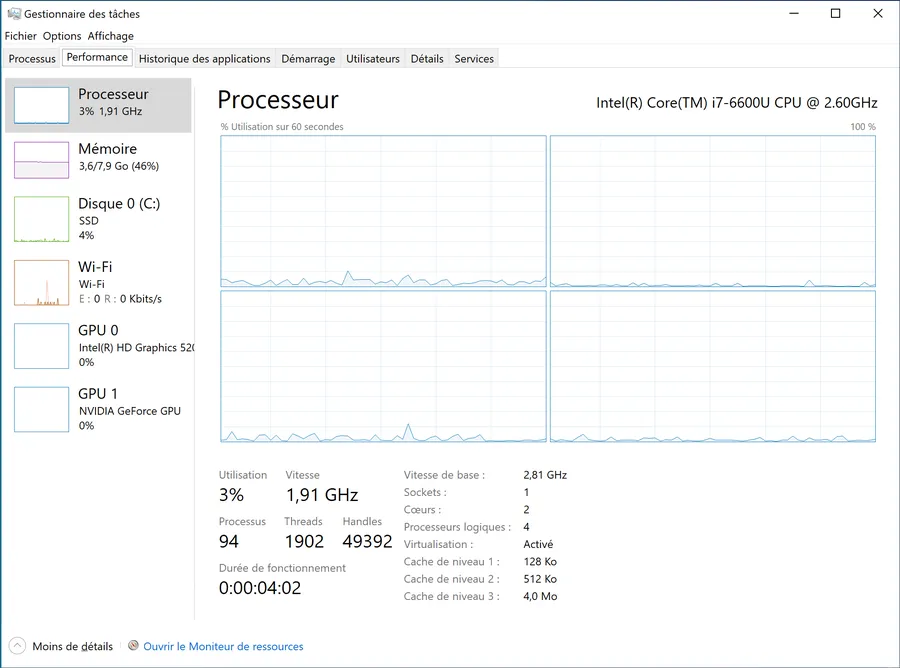 Gestionnaire des tâches
Fichier Options Affichage
Processus Performance Historique des applications Démarrage Utilisateurs Détails Services
Processeur
3% 1,91 GHz
Mémoire
3,6/7,9 Go (46%)
Disque 0 (C:)
SSD
4%
Wi-Fi
Wi-Fi
E : 0 R : 0 Kbits/s
GPU 0
Intel(R) HD Graphics 520
0%
GPU 1
NVIDIA GeForce GPU
0%
Processeur
Intel(R) Core(TM) i7-6600U CPU @ 2.60GHz
% Utilisation sur 60 secondes
100 %
Utilisation Vitesse
3% 1,91 GHz
Processus Threads Handles
94 1902 49392
Durée de fonctionnement
0:00:04:02
Vitesse de base : 2,81 GHz
Sockets : 1
Cœurs : 2
Processeurs logiques : 4
Virtualisation : Activé
Cache de niveau 1 : 128 Ko
Cache de niveau 2 : 512 Ko
Cache de niveau 3 : 4,0 Mo
Moins de détails
Ouvrir le Moniteur de ressources